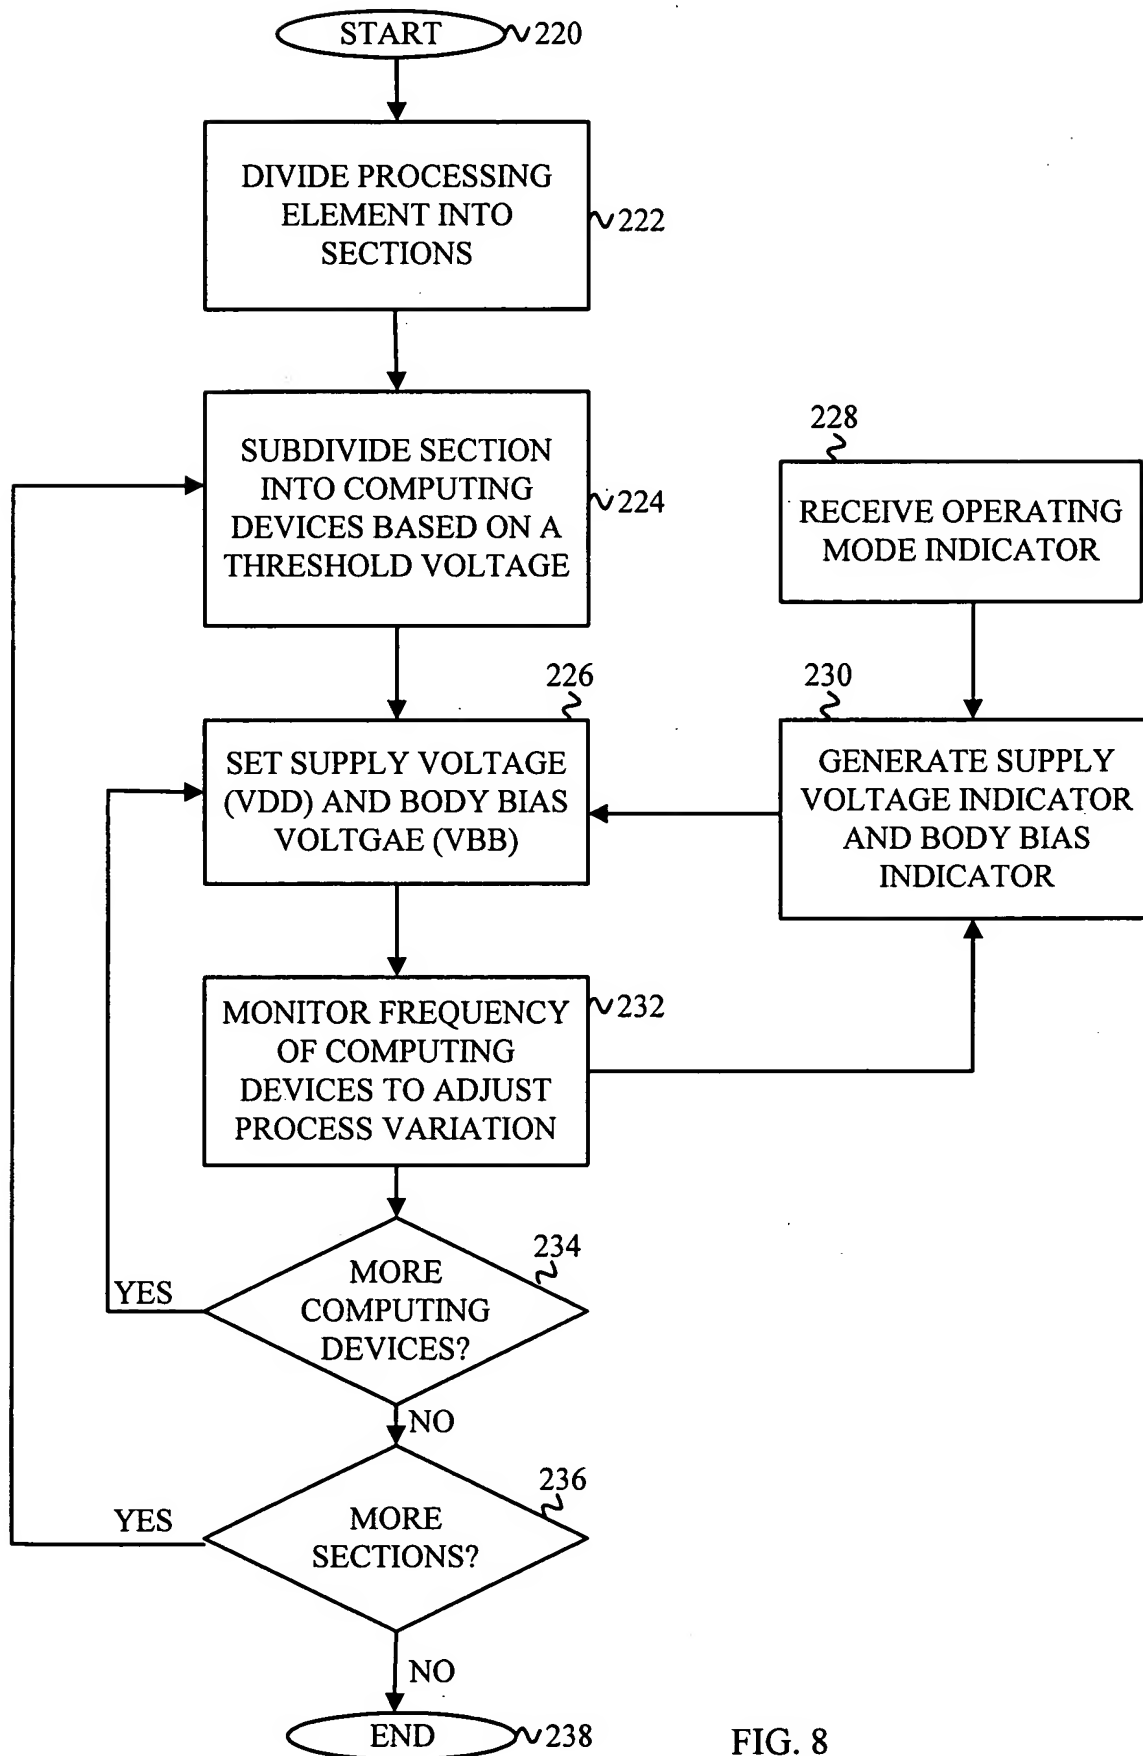 START
220
DIVIDE PROCESSING
ELEMENT INTO
SECTIONS
222
SUBDIVIDE SECTION
INTO COMPUTING
DEVICES BASED ON A
THRESHOLD VOLTAGE
224
228
RECEIVE OPERATING
MODE INDICATOR
226
SET SUPPLY VOLTAGE
(VDD) AND BODY BIAS
VOLTGAE (VBB)
230
GENERATE SUPPLY
VOLTAGE INDICATOR
AND BODY BIAS
INDICATOR
MONITOR FREQUENCY
OF COMPUTING
DEVICES TO ADJUST
PROCESS VARIATION
232
234
MORE
COMPUTING
DEVICES?
YES
NO
236
MORE
SECTIONS?
YES
NO
END
238
FIG. 8